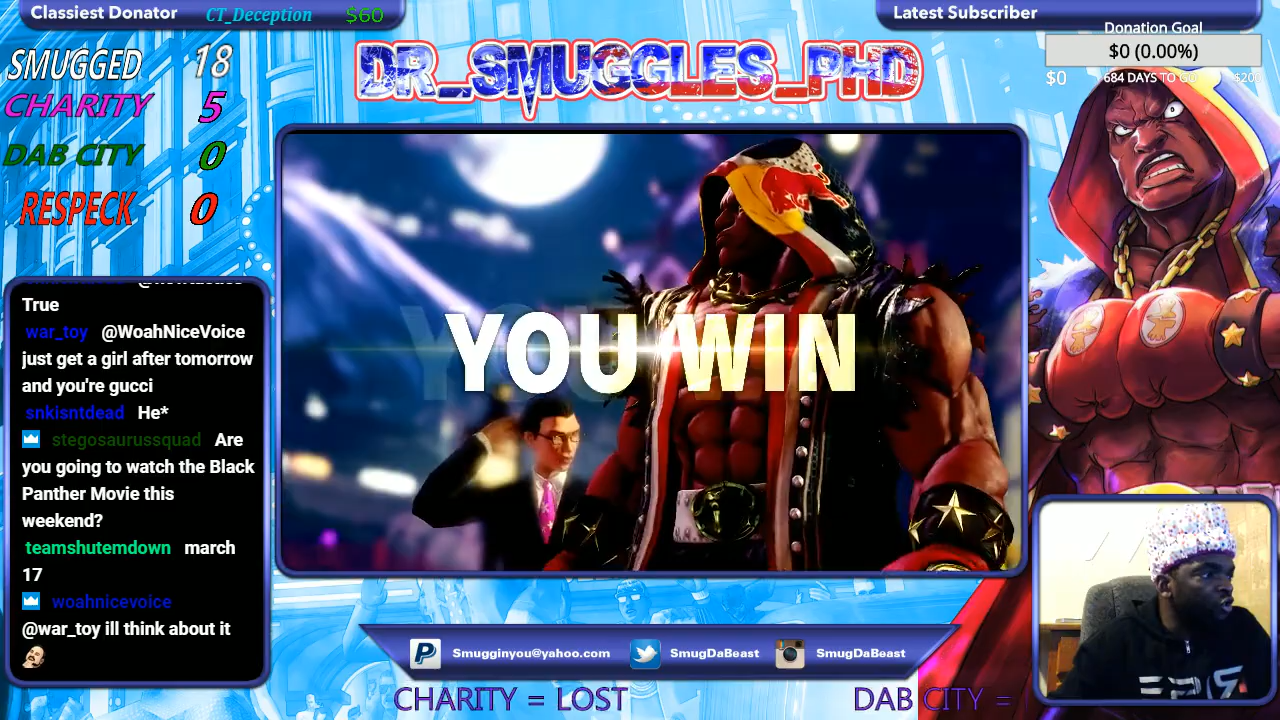 Classiest Donator CT_Deception $60
Latest Subscriber
Donation Goal
$0 (0.00%)
$0 684 DAYS TO GO
SMUGGED 18
CHARITY 5
DAB CITY 0
RESPECK 0
DR_SMUGGLES_PHD
YOU WIN
True
war_toy @WoahNiceVoice
just get a girl after tomorrow
and you're gucci
snkisntdead He*
stegosaurussquad Are
you going to watch the Black
Panther Movie this
weekend?
teamshutemdown march
17
woahnicevoice
@war_toy ill think about it
Smugginyou@yahoo.com SmugDaBeast SmugDaBeast
CHARITY = LOST DAB CITY =